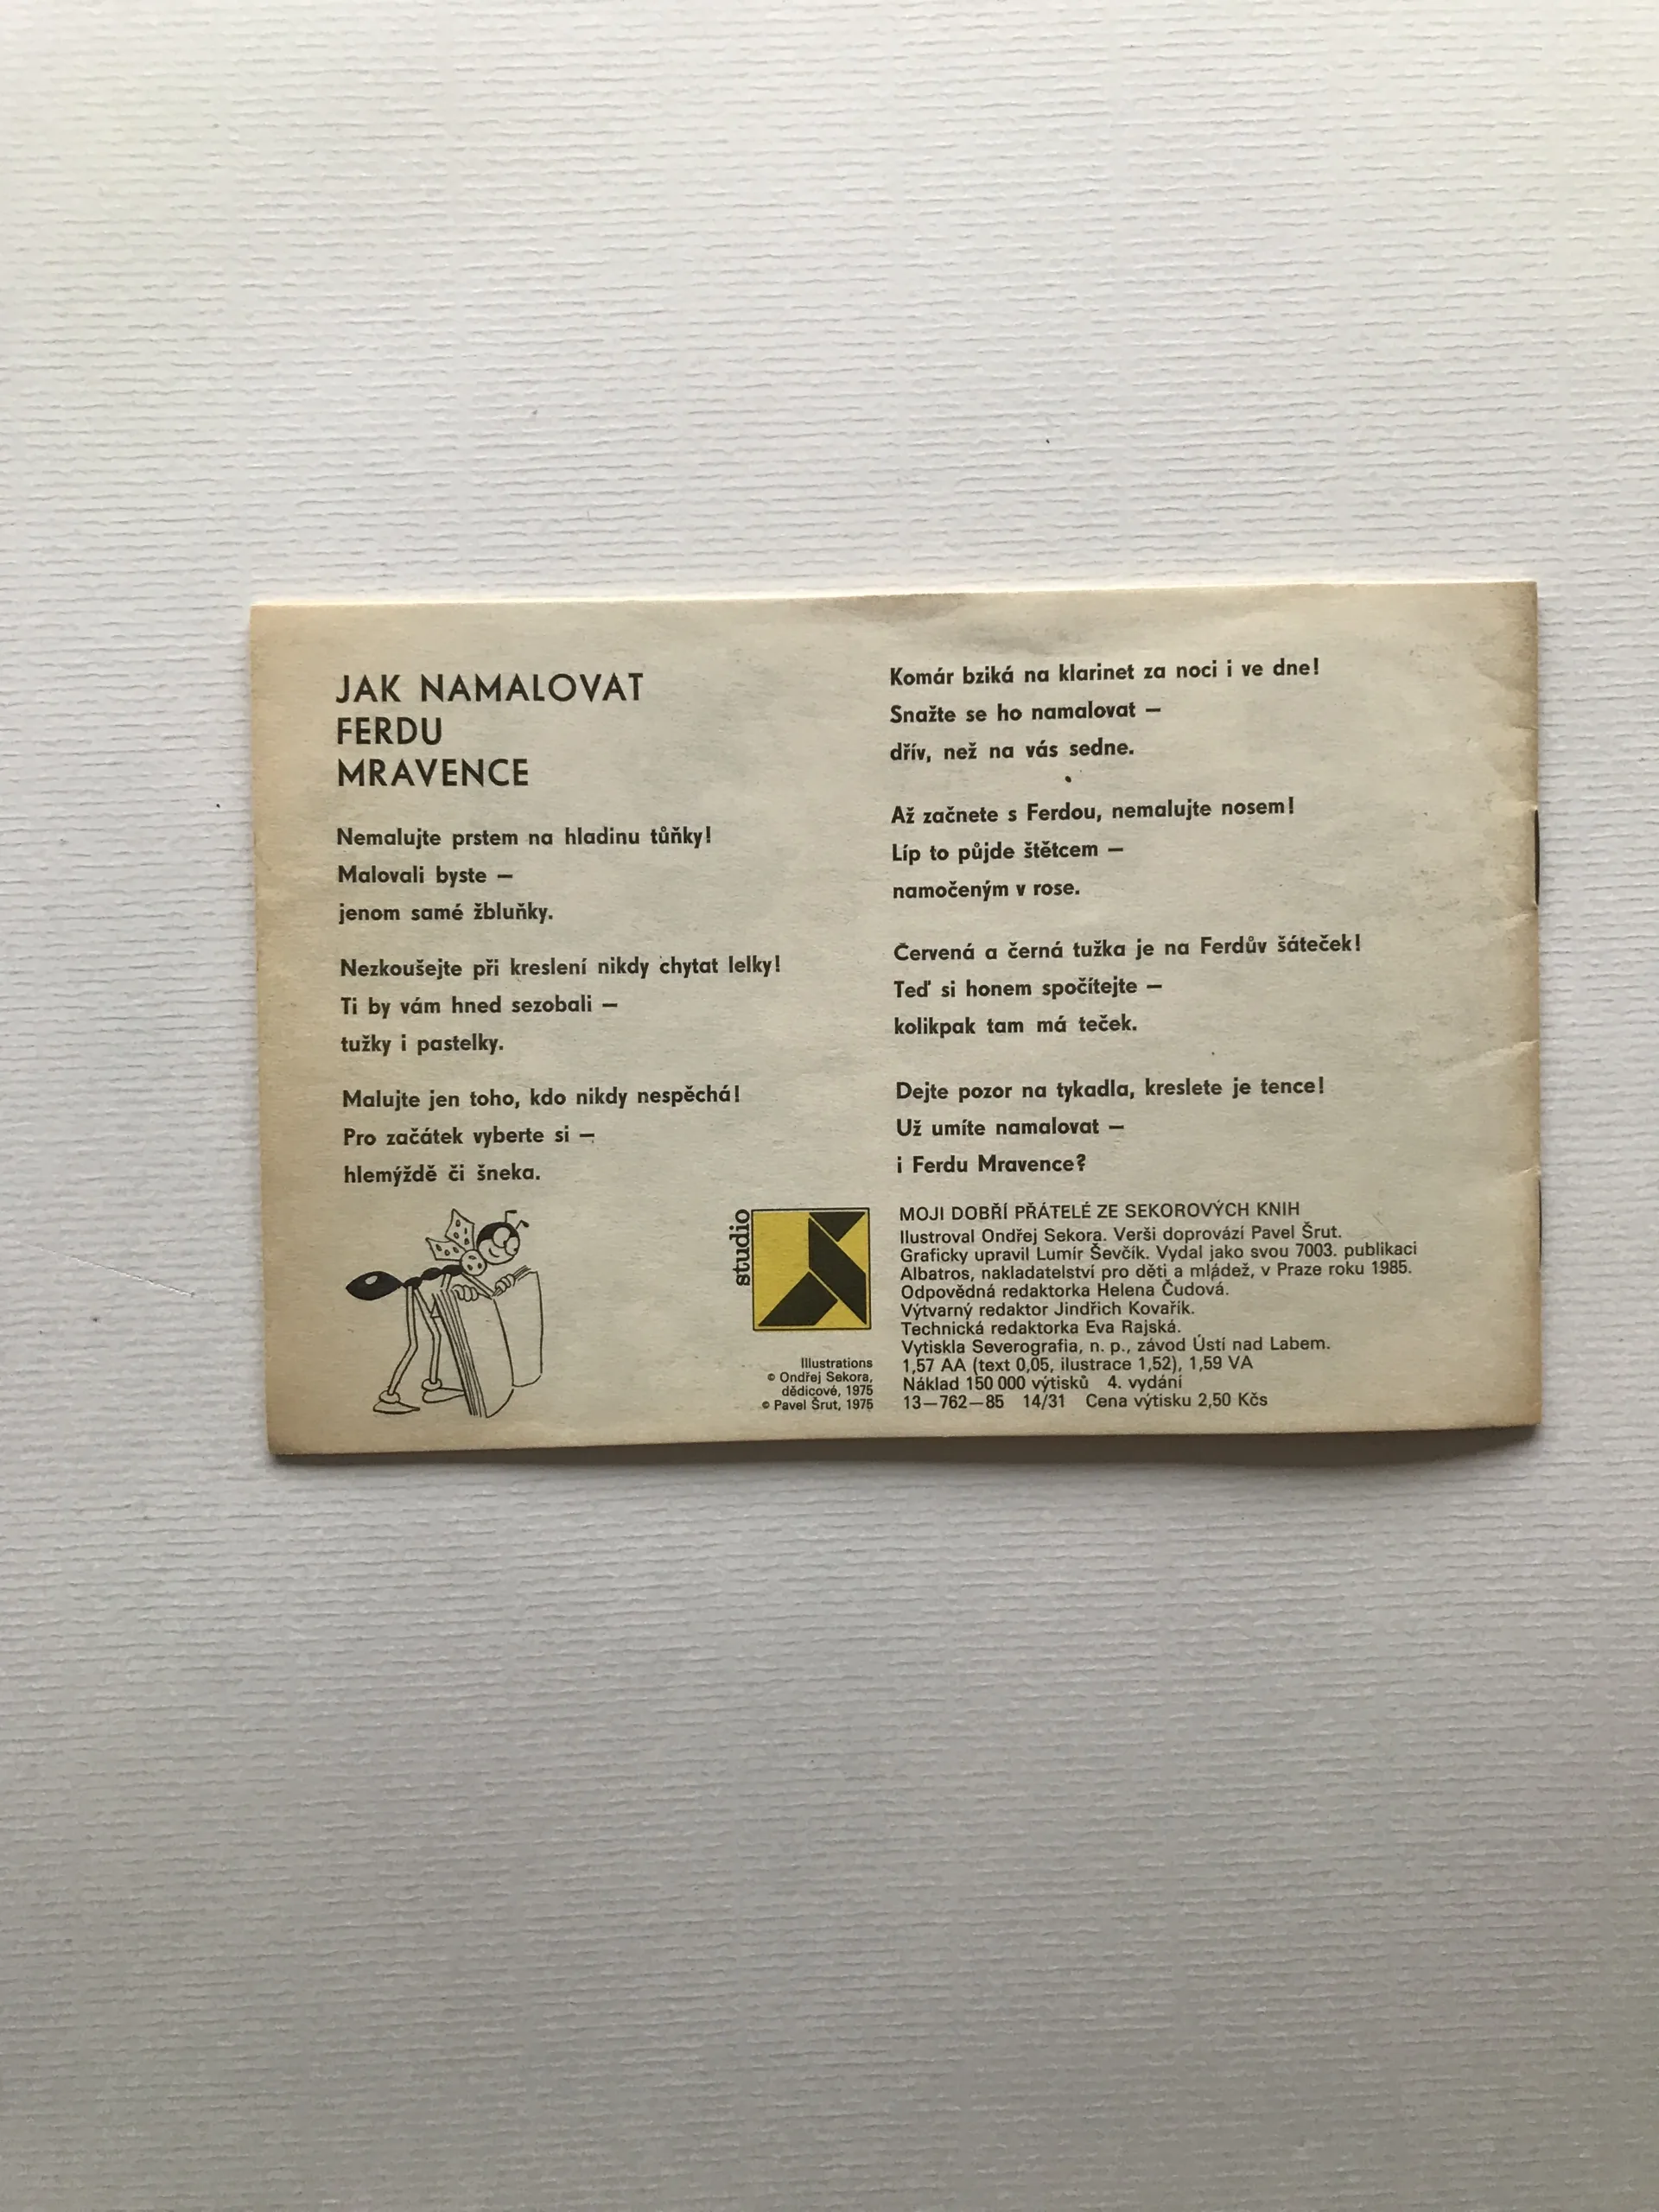 JAK NAMALOVAT
FERDU
MRAVENCE
Nemalujte prstem na hladinu tůňky!
Malovali byste —
jenom samé žbluňky.
Nezkoušejte při kreslení nikdy chytat lelky!
Ti by vám hned sezobali —
tužky i pastelky.
Malujte jen toho, kdo nikdy nespěchá!
Pro začátek vyberte si —
hlemýždě či šneka.
Komár bziká na klarinet za noci i ve dne!
Snažte se ho namalovat —
dřív, než na vás sedne.
Až začnete s Ferdou, nemalujte nosem!
Líp to půjde štětcem —
namočeným v rose.
Červená a černá tužka je na Ferdův šáteček!
Teď si honem spočítejte —
kolikpak tam má teček.
Dejte pozor na tykadla, kreslete je tence!
Už umíte namalovat —
i Ferdu Mravence?
studio
Illustrations
© Ondřej Sekora,
dědicové, 1975
© Pavel Šrut, 1975
MOJI DOBŘÍ PŘÁTELÉ ZE SEKOROVÝCH KNIH
Ilustroval Ondřej Sekora. Verši doprovází Pavel Šrut.
Graficky upravil Lumír Ševčík. Vydal jako svou 7003. publikaci
Albatros, nakladatelství pro děti a mládež, v Praze roku 1985.
Odpovědná redaktorka Helena Čudová.
Výtvarný redaktor Jindřich Kovařík.
Technická redaktorka Eva Rajská.
Vytiskla Severografia, n. p., závod Ústí nad Labem.
1,57 AA (text 0,05, ilustrace 1,52), 1,59 VA
Náklad 150 000 výtisků 4. vydání
13—762—85 14/31 Cena výtisku 2,50 Kčs